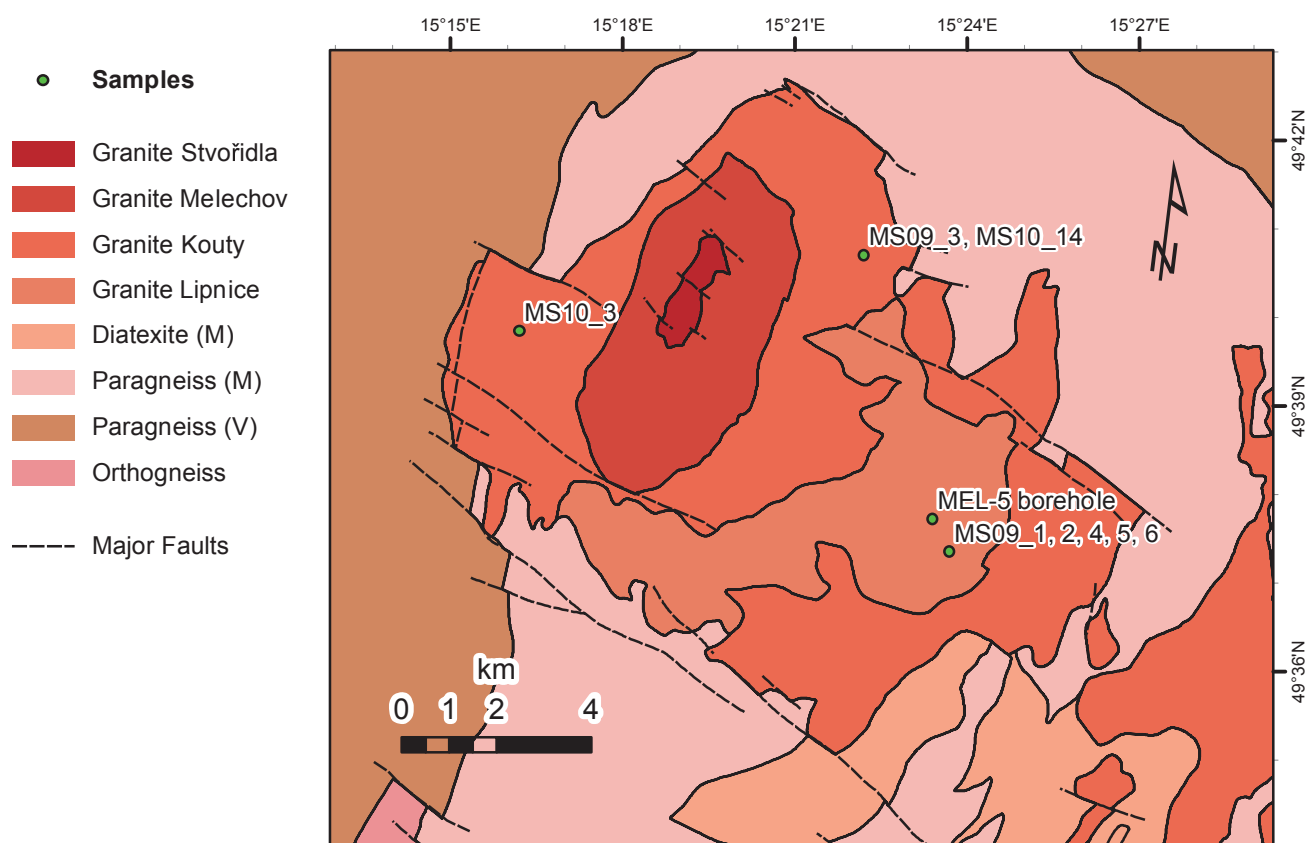 15°15'E 15°18'E 15°21'E 15°24'E 15°27'E
Samples
Granite Stvořidla
Granite Melechov
Granite Kouty
Granite Lipnice
Diatexite (M)
Paragneiss (M)
Paragneiss (V)
Orthogneiss
Major Faults
49°42'N
N
MS09_3, MS10_14
MS10_3
49°39'N
MEL-5 borehole
MS09_1, 2, 4, 5, 6
49°36'N
km
0 1 2 4